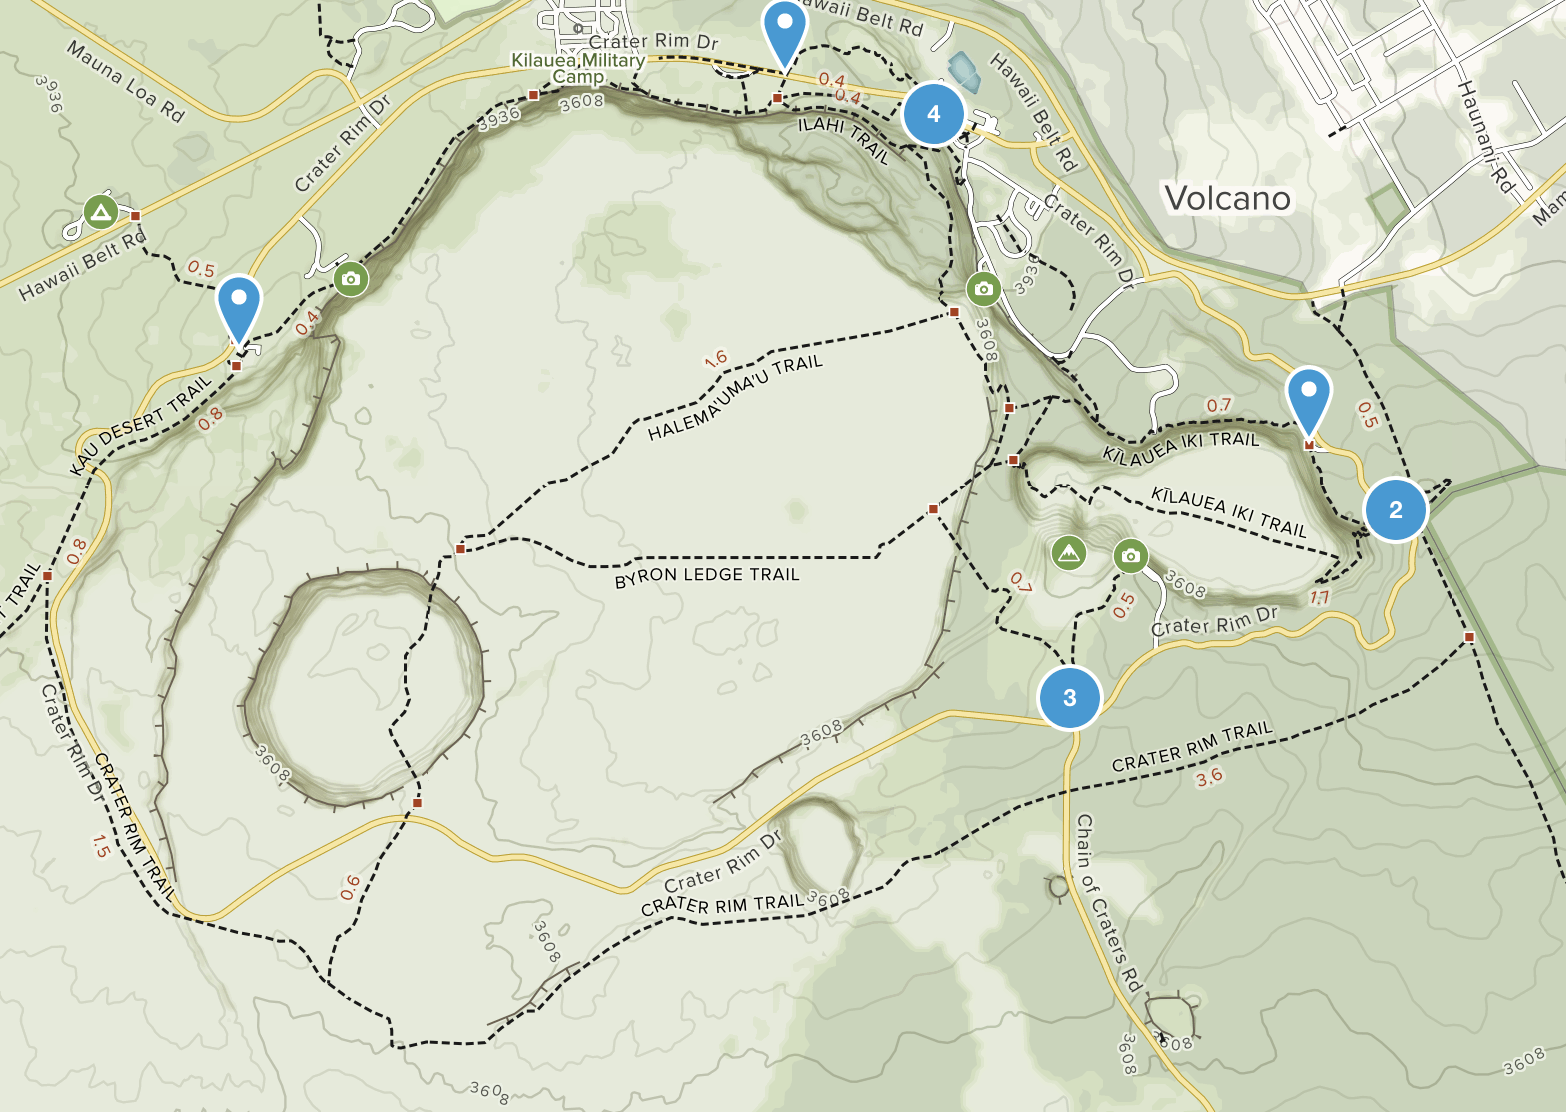 Hawaii Belt Rd
Mauna Loa Rd
Crater Rim Dr
Kilauea Military
Camp
3936
3608
3936
0.4
0.4
4
Hawaii Belt Rd
Haunani Rd
Crater Rim Dr
ILAHI TRAIL
Volcano
Mam
Hawaii Belt Rd
0.5
Crater Rim Dr
3936
0.4
3608
1.6
HALEMA'UMA'U TRAIL
KAU DESERT TRAIL
0.8
0.7
0.5
KĪLAUEA IKI TRAIL
KĪLAUEA IKI TRAIL
2
0.8
T TRAIL
BYRON LEDGE TRAIL
0.7
0.5
3608
1.7
Crater Rim Dr
3
Crater Rim Dr
3608
3608
CRATER RIM TRAIL
3.6
CRATER RIM TRAIL
1.5
0.6
Crater Rim Dr
CRATER RIM TRAIL
3608
3608
Chain of Craters Rd
3608
3608
3608
3608